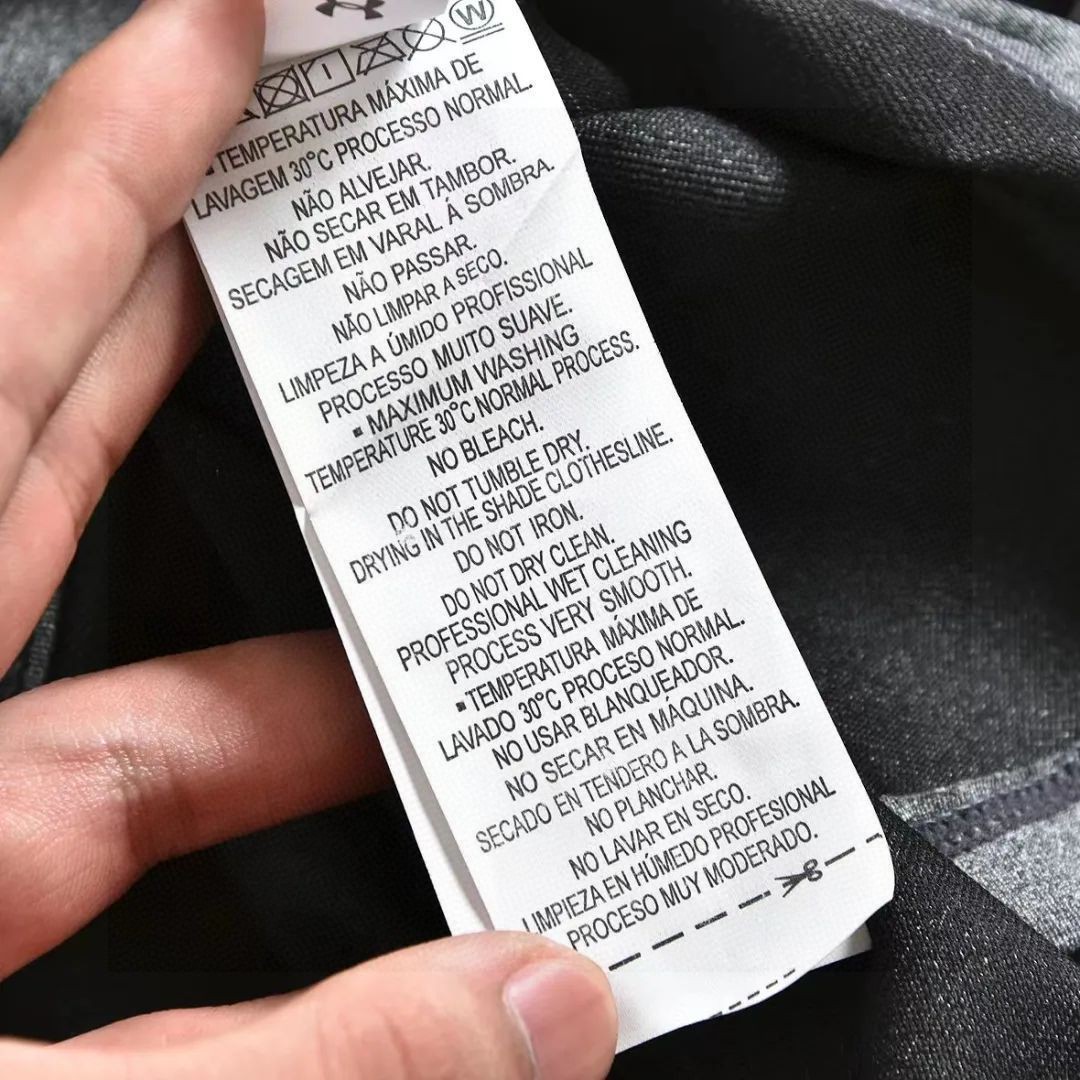 W
▪ TEMPERATURA MÁXIMA DE
LAVAGEM 30°C PROCESSO NORMAL.
NÃO ALVEJAR.
NÃO SECAR EM TAMBOR.
SECAGEM EM VARAL Á SOMBRA.
NÃO PASSAR.
NÃO LIMPAR A SECO.
LIMPEZA A ÚMIDO PROFISSIONAL
PROCESSO MUITO SUAVE.
▪ MAXIMUM WASHING
TEMPERATURE 30°C NORMAL PROCESS.
NO BLEACH.
DO NOT TUMBLE DRY.
DRYING IN THE SHADE CLOTHESLINE.
DO NOT IRON.
DO NOT DRY CLEAN.
PROFESSIONAL WET CLEANING
PROCESS VERY SMOOTH.
▪ TEMPERATURA MÁXIMA DE
LAVADO 30°C PROCESO NORMAL.
NO USAR BLANQUEADOR.
NO SECAR EN MÁQUINA.
SECADO EN TENDERO A LA SOMBRA.
NO PLANCHAR.
NO LAVAR EN SECO.
LIMPIEZA EN HÚMEDO PROFESIONAL
PROCESO MUY MODERADO.